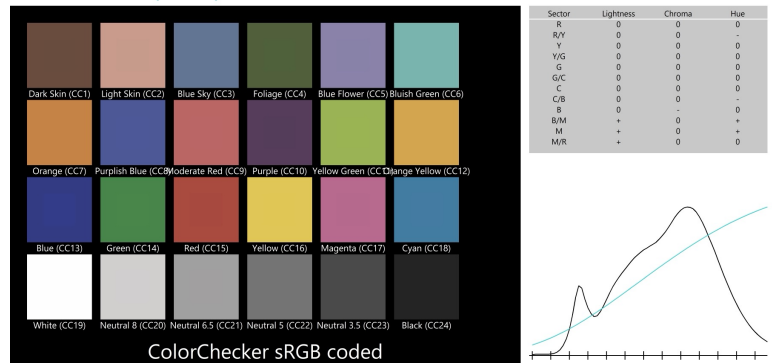 Dark Skin (CC1) Light Skin (CC2) Blue Sky (CC3) Foliage (CC4) Blue Flower (CC5) Bluish Green (CC6)
Orange (CC7) Purplish Blue (CC8) Moderate Red (CC9) Purple (CC10) Yellow Green (CC11) Orange Yellow (CC12)
Blue (CC13) Green (CC14) Red (CC15) Yellow (CC16) Magenta (CC17) Cyan (CC18)
White (CC19) Neutral 8 (CC20) Neutral 6.5 (CC21) Neutral 5 (CC22) Neutral 3.5 (CC23) Black (CC24)
ColorChecker sRGB coded
Sector Lightness Chroma Hue
R 0 0 0
R/Y 0 0 -
Y 0 0 0
Y/G 0 0 0
G 0 0 0
G/C 0 0 0
C 0 0 0
C/B 0 0 -
B 0 - 0
B/M + 0 +
M + 0 +
M/R + 0 0